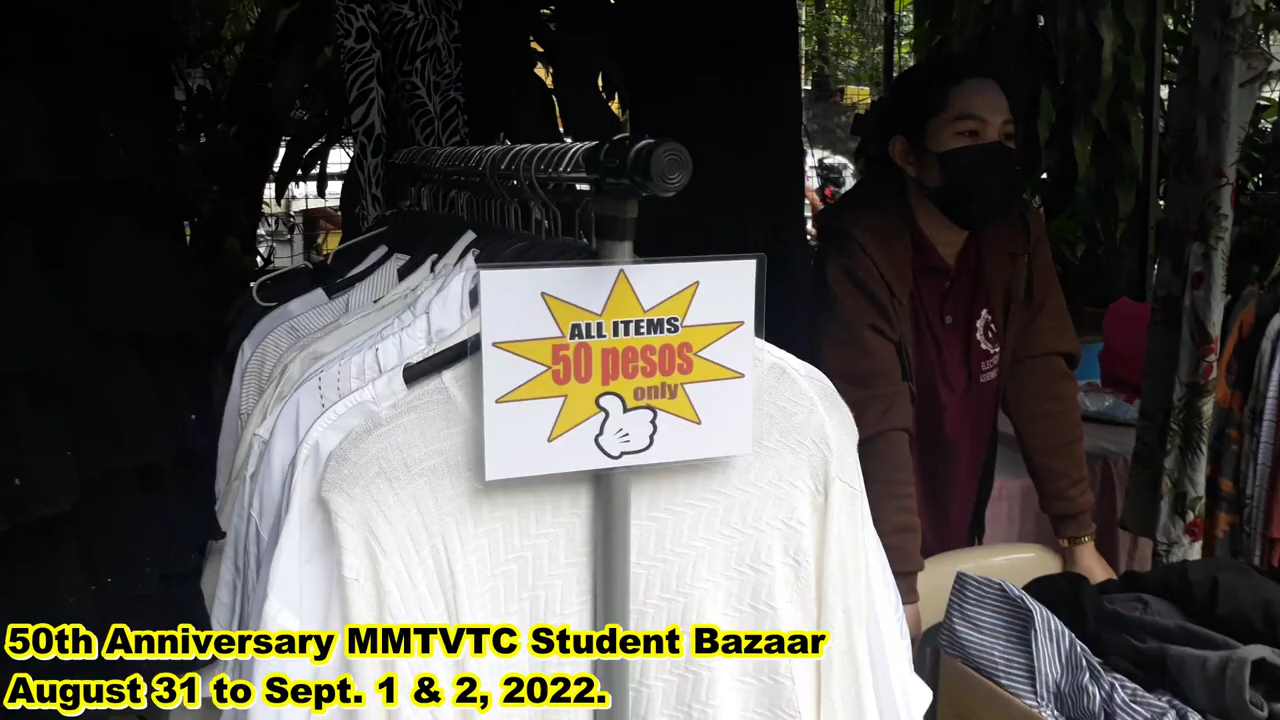 ALL ITEMS
50 pesos
only
50th Anniversary MMTVTC Student Bazaar
August 31 to Sept. 1 & 2, 2022.